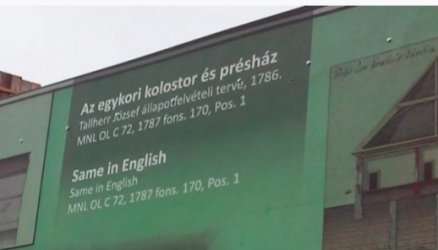 Az egykori kolostor és présház
Tallherr József állapotfelvételi terve, 1786.
MNL OL C 72, 1787 fons. 170, Pos. 1
Same in English
Same in English
MNL OL C 72, 1787 fons. 170, Pos. 1